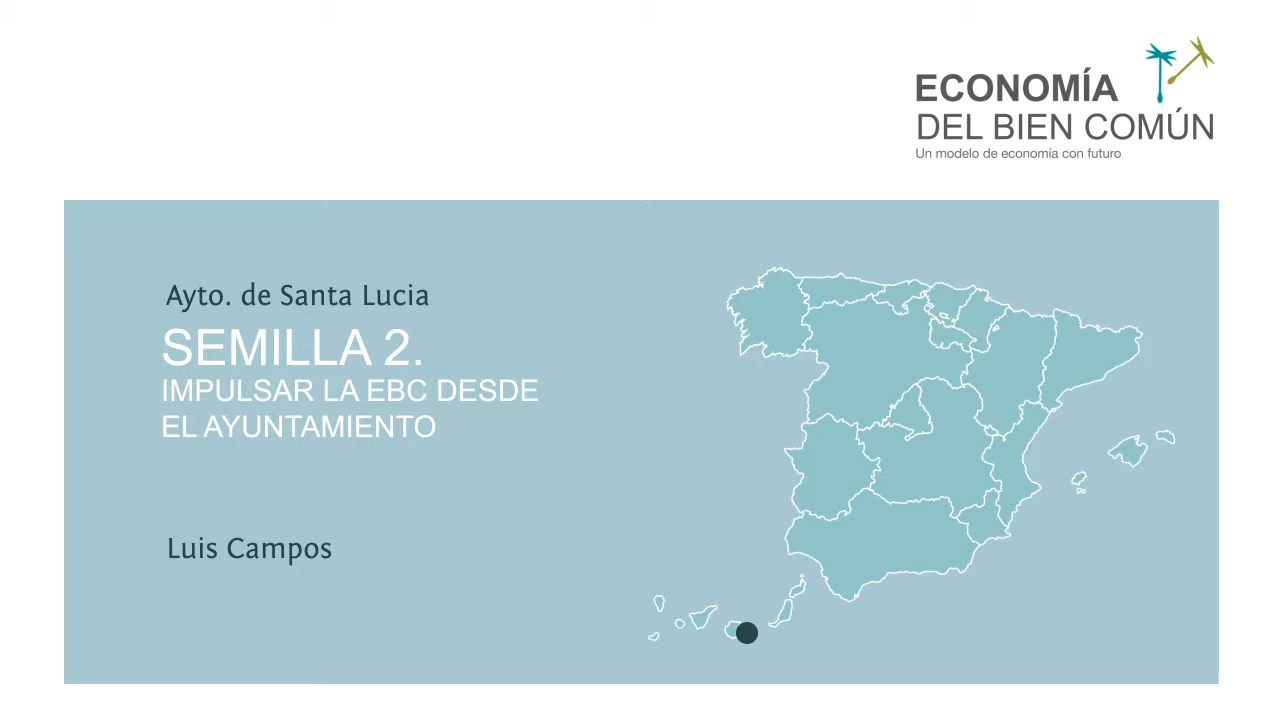 ECONOMÍA
DEL BIEN COMÚN
Un modelo de economía con futuro
Ayto. de Santa Lucia
SEMILLA 2.
IMPULSAR LA EBC DESDE
EL AYUNTAMIENTO
Luis Campos